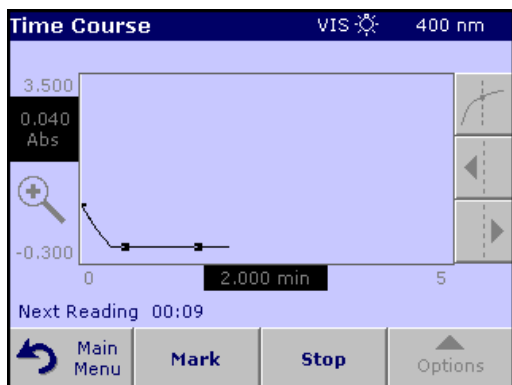 Time Course VIS 400 nm
3.500
0.040
Abs
-0.300
0 2.000 min 5
Next Reading 00:09
Main
Menu
Mark
Stop
Options